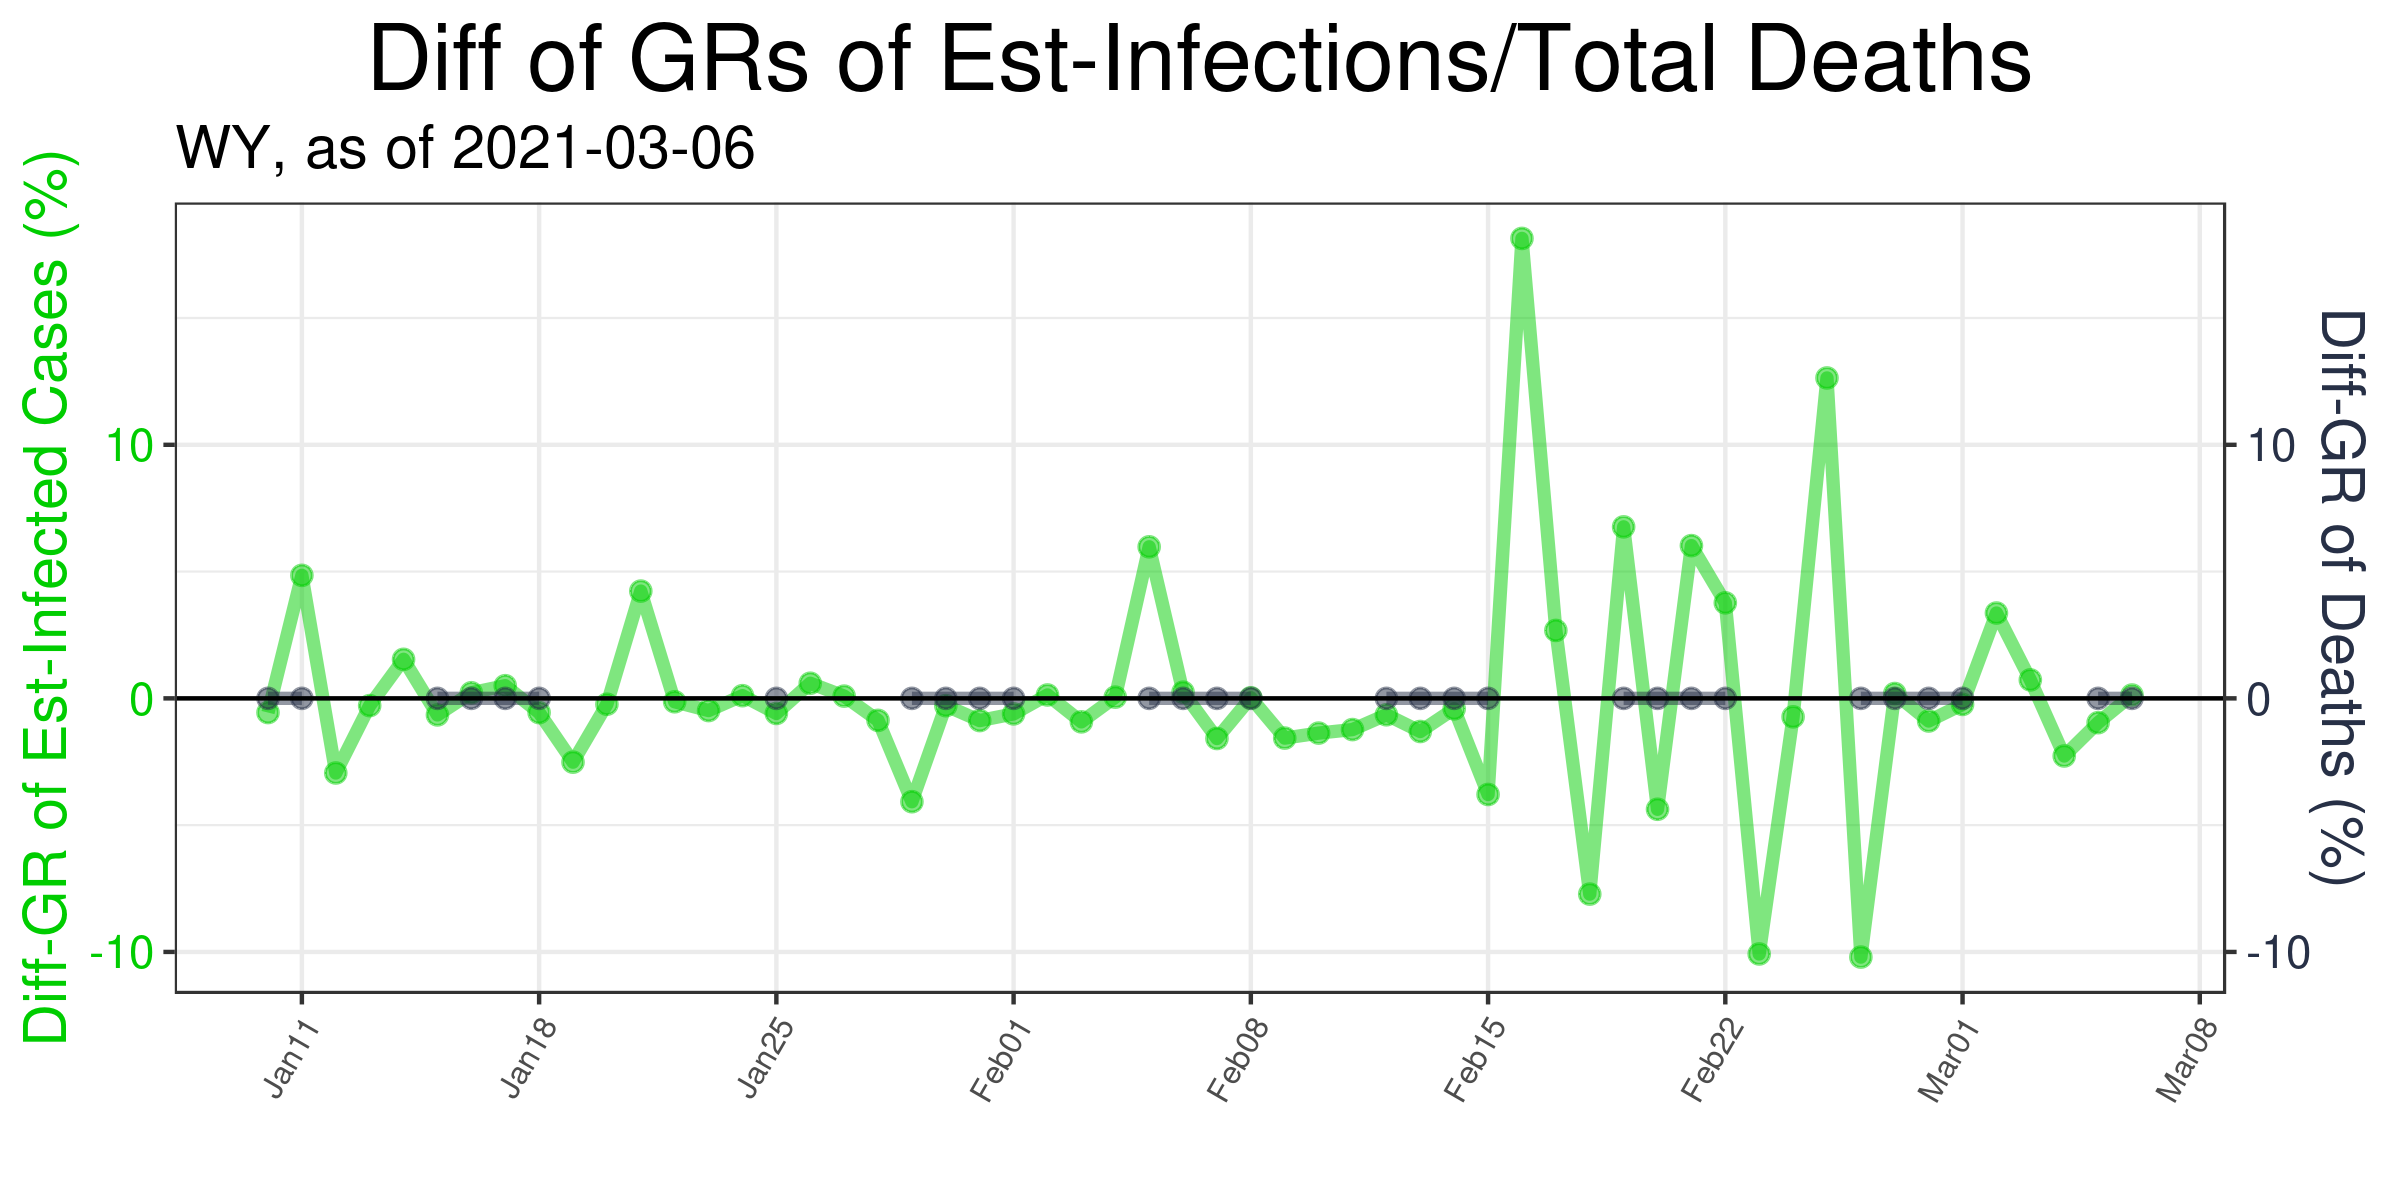 Diff of GRs of Est-Infections/Total Deaths
WY, as of 2021-03-06
Diff-GR of Est-Infected Cases (%)
10
0
-10
10
0
-10
Diff-GR of Deaths (%)
Jan11
Jan18
Jan25
Feb01
Feb08
Feb15
Feb22
Mar01
Mar08